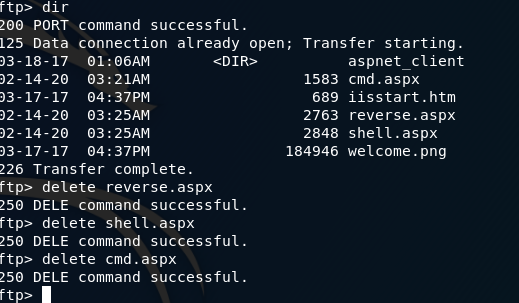 ftp> dir
200 PORT command successful.
125 Data connection already open; Transfer starting.
03-18-17  01:06AM       <DIR>          aspnet_client
02-14-20  03:21AM                 1583 cmd.aspx
03-17-17  04:37PM                  689 iisstart.htm
02-14-20  03:25AM                 2763 reverse.aspx
02-14-20  03:25AM                 2848 shell.aspx
03-17-17  04:37PM               184946 welcome.png
226 Transfer complete.
ftp> delete reverse.aspx
250 DELE command successful.
ftp> delete shell.aspx
250 DELE command successful.
ftp> delete cmd.aspx
250 DELE command successful.
ftp>